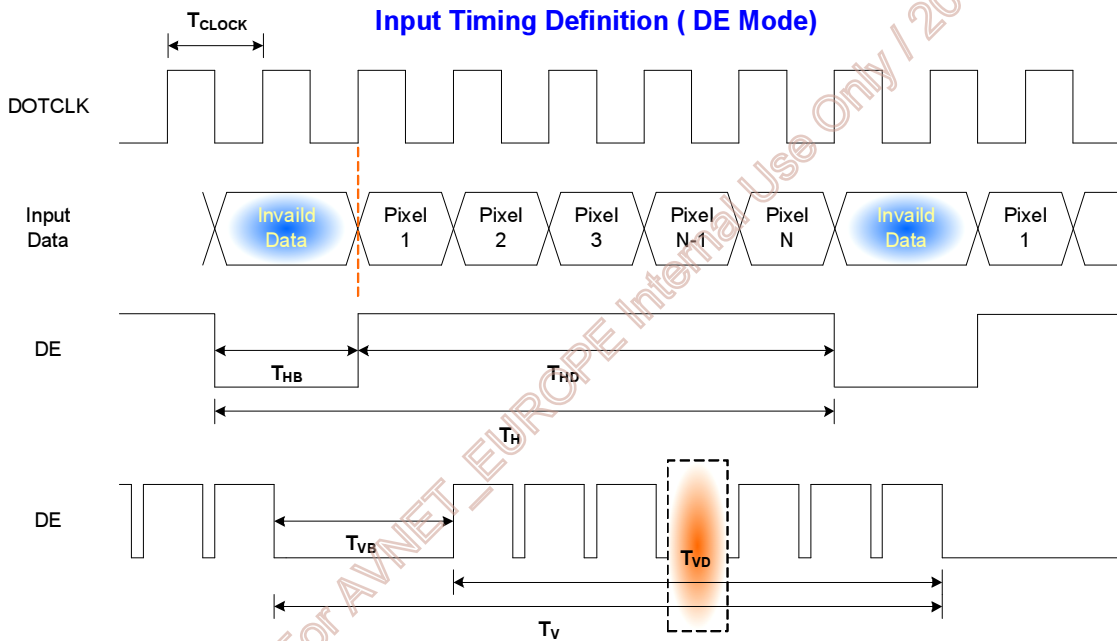 Input Timing Definition ( DE Mode)
TCLOCK
DOTCLK
Input
Data
Invaild
Data
Pixel
1
Pixel
2
Pixel
3
Pixel
N-1
Pixel
N
Invaild
Data
Pixel
1
DE
THB
THD
TH
DE
TVB
TVD
TV
For AVNET_EUROPE Internal Use Only / 20